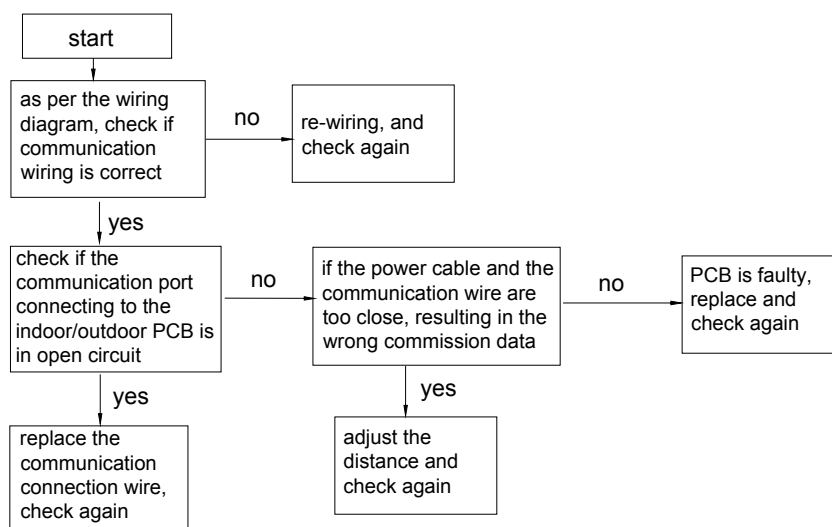 start
as per the wiring
diagram, check if
communication
wiring is correct
no
re-wiring, and
check again
yes
check if the
communication port
connecting to the
indoor/outdoor PCB is
in open circuit
no
if the power cable and the
communication wire are
too close, resulting in the
wrong commission data
no
PCB is faulty,
replace and
check again
yes
replace the
communication
connection wire,
check again
yes
adjust the
distance and
check again